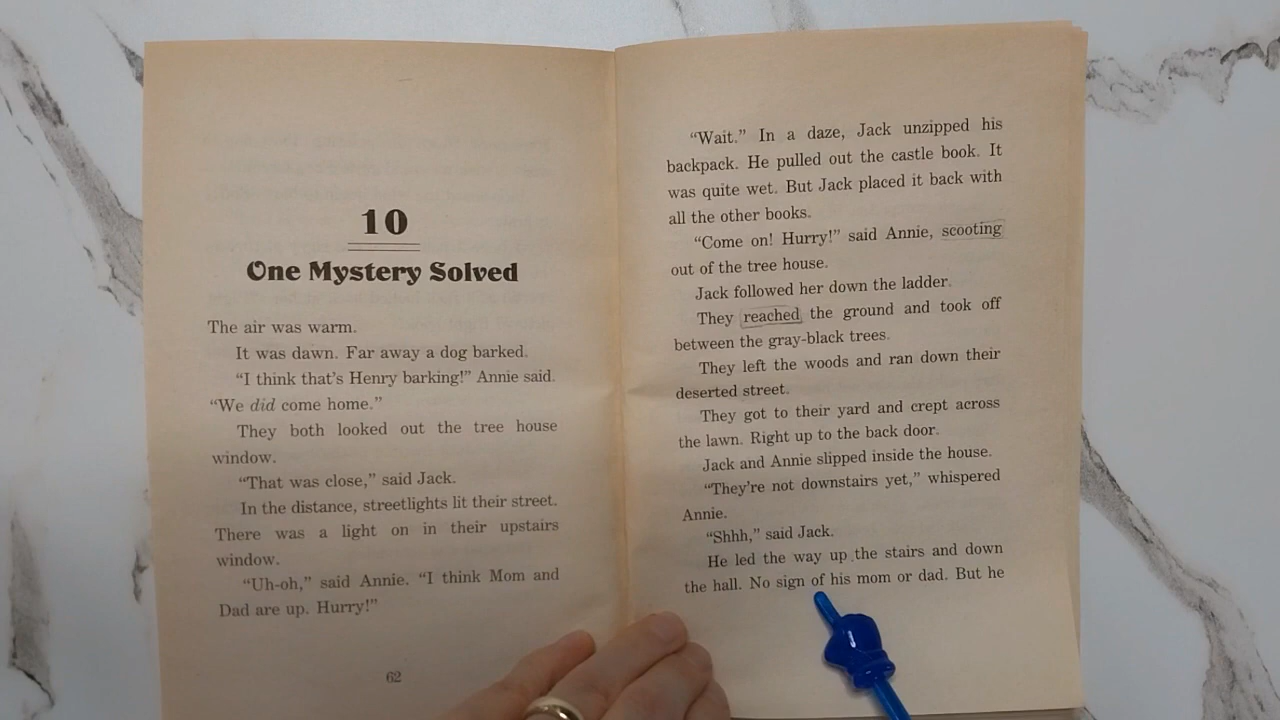 10
One Mystery Solved
The air was warm.
It was dawn. Far away a dog barked.
“I think that’s Henry barking!” Annie said.
“We did come home.”
They both looked out the tree house
window.
“That was close,” said Jack.
In the distance, streetlights lit their street.
There was a light on in their upstairs
window.
“Uh-oh,” said Annie. “I think Mom and
Dad are up. Hurry!”
62
“Wait.” In a daze, Jack unzipped his
backpack. He pulled out the castle book. It
was quite wet. But Jack placed it back with
all the other books.
“Come on! Hurry!” said Annie, scooting
out of the tree house.
Jack followed her down the ladder.
They reached the ground and took off
between the gray-black trees.
They left the woods and ran down their
deserted street.
They got to their yard and crept across
the lawn. Right up to the back door.
Jack and Annie slipped inside the house.
“They’re not downstairs yet,” whispered
Annie.
“Shhh,” said Jack.
He led the way up the stairs and down
the hall. No sign of his mom or dad. But he